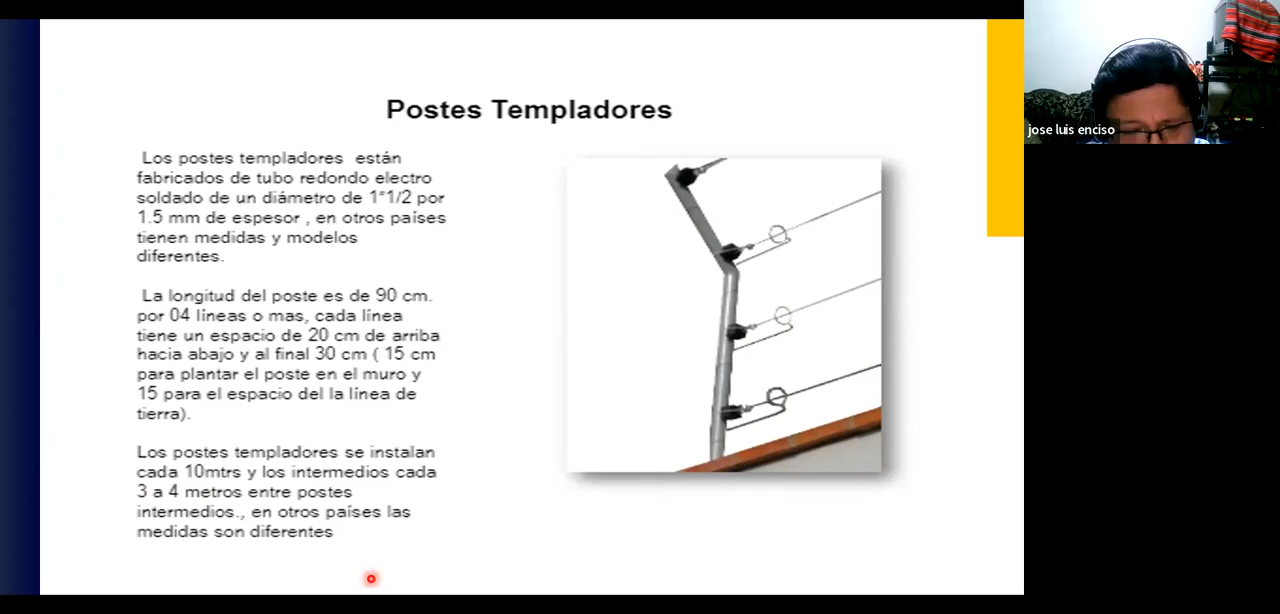 Postes Templadores
Los postes templadores están
fabricados de tubo redondo electro
soldado de un diámetro de 1"1/2 por
1.5 mm de espesor , en otros países
tienen medidas y modelos
diferentes.
La longitud del poste es de 90 cm.
por 04 líneas o mas, cada línea
tiene un espacio de 20 cm de arriba
hacia abajo y al final 30 cm ( 15 cm
para plantar el poste en el muro y
15 para el espacio del la línea de
tierra).
Los postes templadores se instalan
cada 10mtrs y los intermedios cada
3 a 4 metros entre postes
intermedios., en otros países las
medidas son diferentes
jose luis enciso